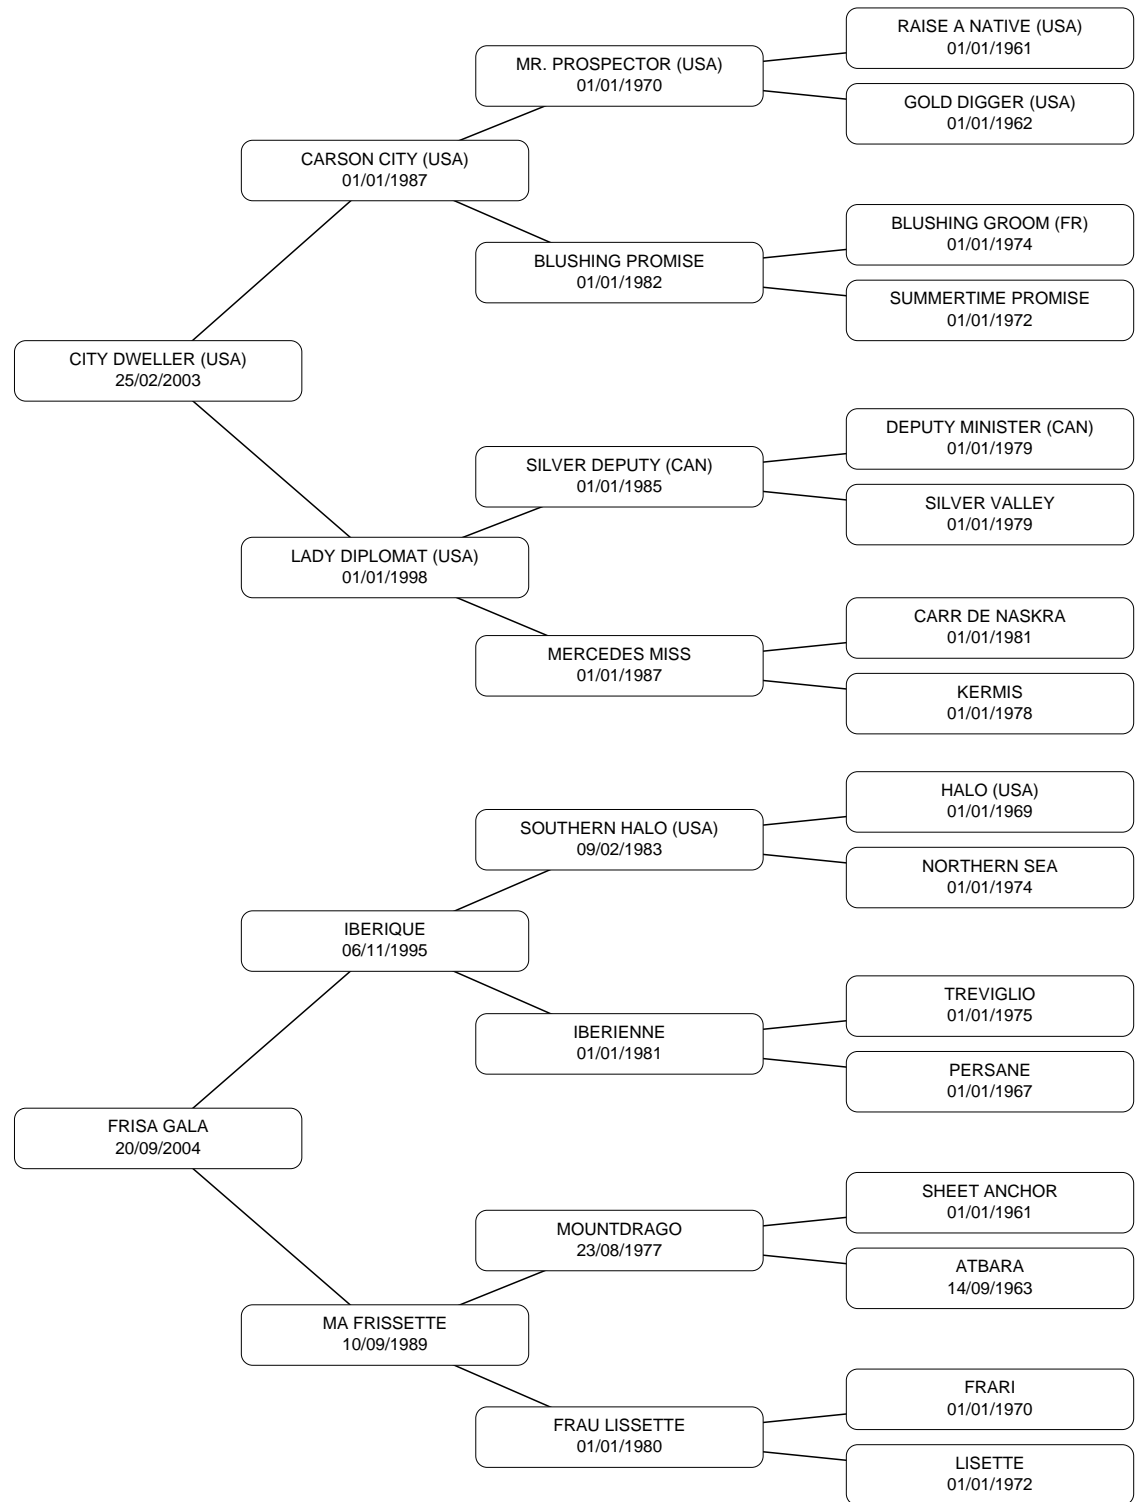 RAISE A NATIVE (USA)
01/01/1961
MR. PROSPECTOR (USA)
01/01/1970
GOLD DIGGER (USA)
01/01/1962
CARSON CITY (USA)
01/01/1987
BLUSHING GROOM (FR)
01/01/1974
BLUSHING PROMISE
01/01/1982
SUMMERTIME PROMISE
01/01/1972
CITY DWELLER (USA)
25/02/2003
DEPUTY MINISTER (CAN)
01/01/1979
SILVER DEPUTY (CAN)
01/01/1985
SILVER VALLEY
01/01/1979
LADY DIPLOMAT (USA)
01/01/1998
CARR DE NASKRA
01/01/1981
MERCEDES MISS
01/01/1987
KERMIS
01/01/1978
HALO (USA)
01/01/1969
SOUTHERN HALO (USA)
09/02/1983
NORTHERN SEA
01/01/1974
IBERIQUE
06/11/1995
TREVIGLIO
01/01/1975
IBERIENNE
01/01/1981
PERSANE
01/01/1967
FRISA GALA
20/09/2004
SHEET ANCHOR
01/01/1961
MOUNTDRAGO
23/08/1977
ATBARA
14/09/1963
MA FRISSETTE
10/09/1989
FRARI
01/01/1970
FRAU LISSETTE
01/01/1980
LISETTE
01/01/1972